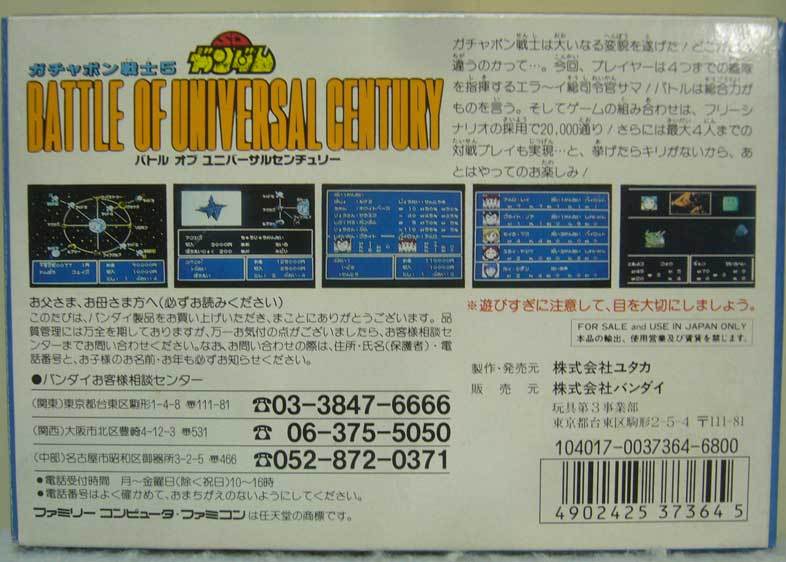 SD
ガンダム
ガチャポン戦士5
BATTLE OF UNIVERSAL CENTURY
バトル オブ ユニバーサルセンチュリー
ガチャポン戦士は大いなる変貌を遂げた!どこがどう
違うのかって…。今回、プレイヤーは4つまでの艦隊
を指揮するエラ〜イ総司令官サマ!バトルは総合力が
ものを言う。そしてゲームの組み合わせは、フリーシ
ナリオの採用で20,000通り!さらには最大4人までの
対戦プレイも実現…と、挙げたらキリがないから、あ
とはやってのお楽しみ!
お父さま、お母さま方へ(必ずお読みください)
このたびは、バンダイ製品をお買い上げいただき、まことにありがとうございます。品
質管理には万全を期しておりますが、万一お気付の点がございましたら、お客様相談セ
ンターまでお問い合わせください。なお、お問い合わせの際は、住所・氏名(保護者)・電
話番号と、お子様のお名前・お年も必ずお知らせください。
●バンダイお客様相談センター
(関東)東京都台東区駒形1-4-8 〒111-81 ☎03-3847-6666
(関西)大阪市北区豊崎4-12-3 〒531 ☎06-375-5050
(中部)名古屋市昭和区御器所3-2-5 〒466 ☎052-872-0371
●電話受付時間 月〜金曜日(除く祝日)10〜16時
●電話番号はよく確かめて、おまちがえのないようにしてください。
ファミリー コンピュータ・ファミコンは任天堂の商標です。
※遊びすぎに注意して、目を大切にしましょう。
FOR SALE and USE IN JAPAN ONLY
本品の輸出、使用営業及び賃貸を禁じます。
製作・発売元 株式会社ユタカ
販売元 株式会社バンダイ
玩具第3事業部
東京都台東区駒形2-5-4 〒111-81
104017-0037364-6800
4902425373645